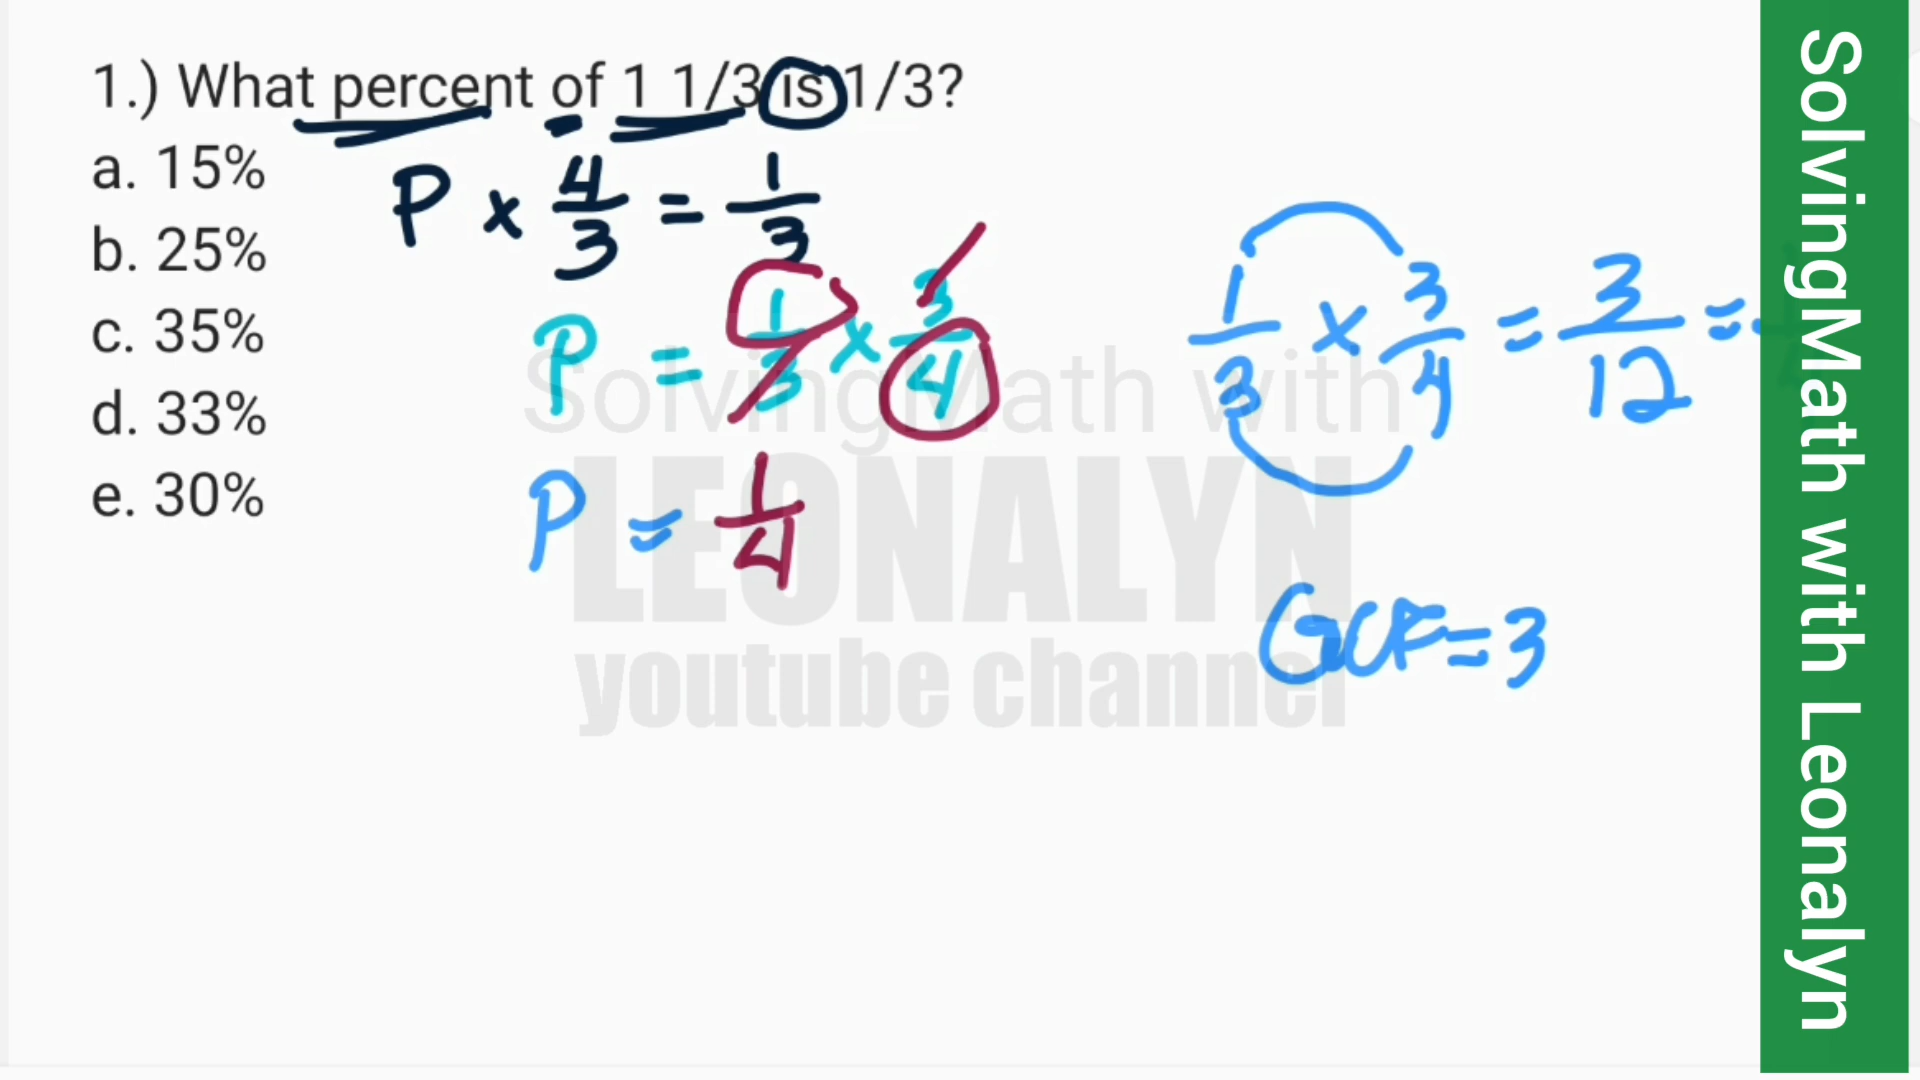 1.) What percent of 1 1/3 is 1/3?
a. 15%
b. 25%
c. 35%
d. 33%
e. 30%
P × 4/3 = 1/3
P = 1/3 × 3/4
P = 1/4
1/3 × 3/4 = 3/12 =
GCF = 3
SolvingMath with
LEONALYN
youtube channel
SolvingMath with Leonalyn